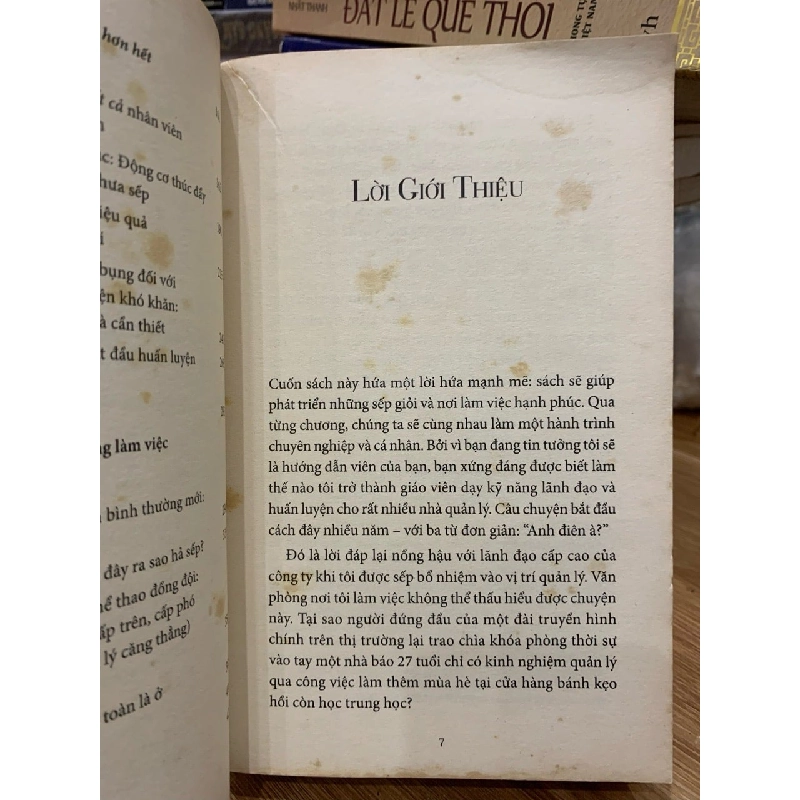 NHẤT THANH
ĐẤT LỀ QUÊ THÓI
hơn hết
cả nhân viên
Động cơ thúc đẩy
hưa sếp
iệu quả
bụng đối với
ện khó khăn:
à cần thiết
t đầu huấn luyện
ng làm việc
bình thường mới:
đây ra sao hả sếp?
hể thao đồng đội:
ấp trên, cấp phó
lý căng thẳng)
toàn là ở
LỜI GIỚI THIỆU
Cuốn sách này hứa một lời hứa mạnh mẽ: sách sẽ giúp
phát triển những sếp giỏi và nơi làm việc hạnh phúc. Qua
từng chương, chúng ta sẽ cùng nhau làm một hành trình
chuyên nghiệp và cá nhân. Bởi vì bạn đang tin tưởng tôi sẽ
là hướng dẫn viên của bạn, bạn xứng đáng được biết làm
thế nào tôi trở thành giáo viên dạy kỹ năng lãnh đạo và
huấn luyện cho rất nhiều nhà quản lý. Câu chuyện bắt đầu
cách đây nhiều năm – với ba từ đơn giản: “Anh điên à?”
Đó là lời đáp lại nồng hậu với lãnh đạo cấp cao của
công ty khi tôi được sếp bổ nhiệm vào vị trí quản lý. Văn
phòng nơi tôi làm việc không thể thấu hiểu được chuyện
này. Tại sao người đứng đầu của một đài truyền hình
chính trên thị trường lại trao chìa khóa phòng thời sự
vào tay một nhà báo 27 tuổi chỉ có kinh nghiệm quản lý
qua công việc làm thêm mùa hè tại cửa hàng bánh kẹo
hồi còn học trung học?
7